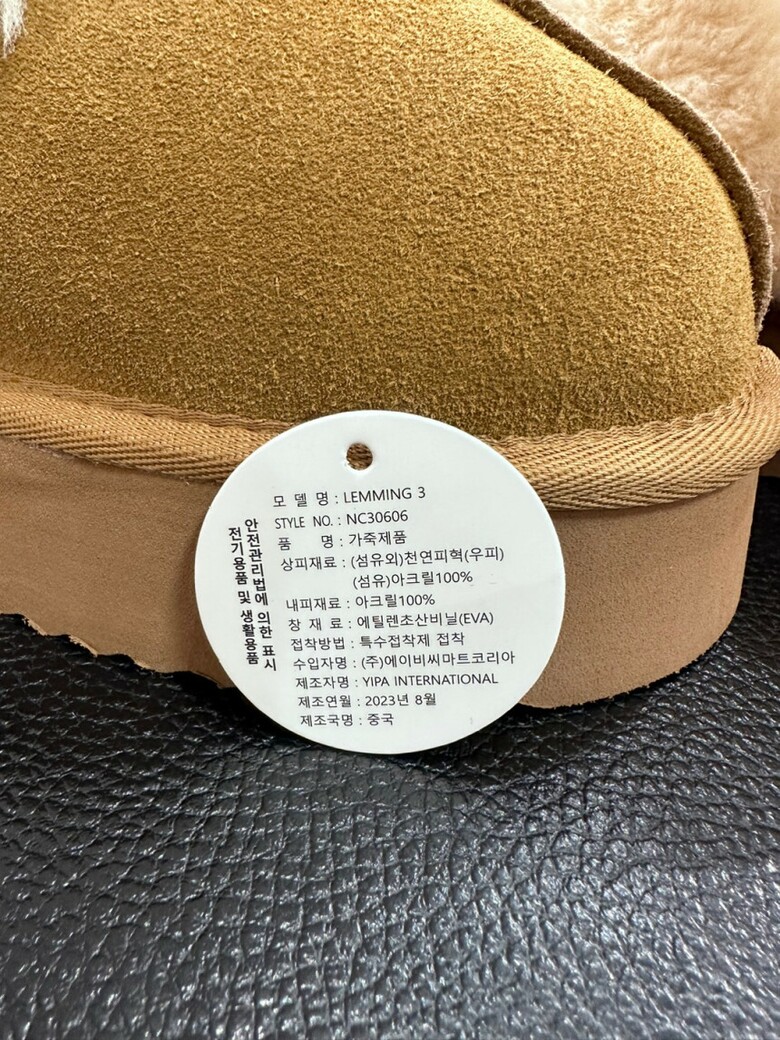 전기용품 및 생활용품
안전관리법에 의한 표시
모 델 명 : LEMMING 3
STYLE NO. : NC30606
품 명 : 가죽제품
상피재료 : (섬유외)천연피혁(우피)
(섬유)아크릴100%
내피재료 : 아크릴100%
창 재 료 : 에틸렌초산비닐(EVA)
접착방법 : 특수접착제 접착
수입자명 : (주)에이비씨마트코리아
제조자명 : YIPA INTERNATIONAL
제조연월 : 2023년 8월
제조국명 : 중국